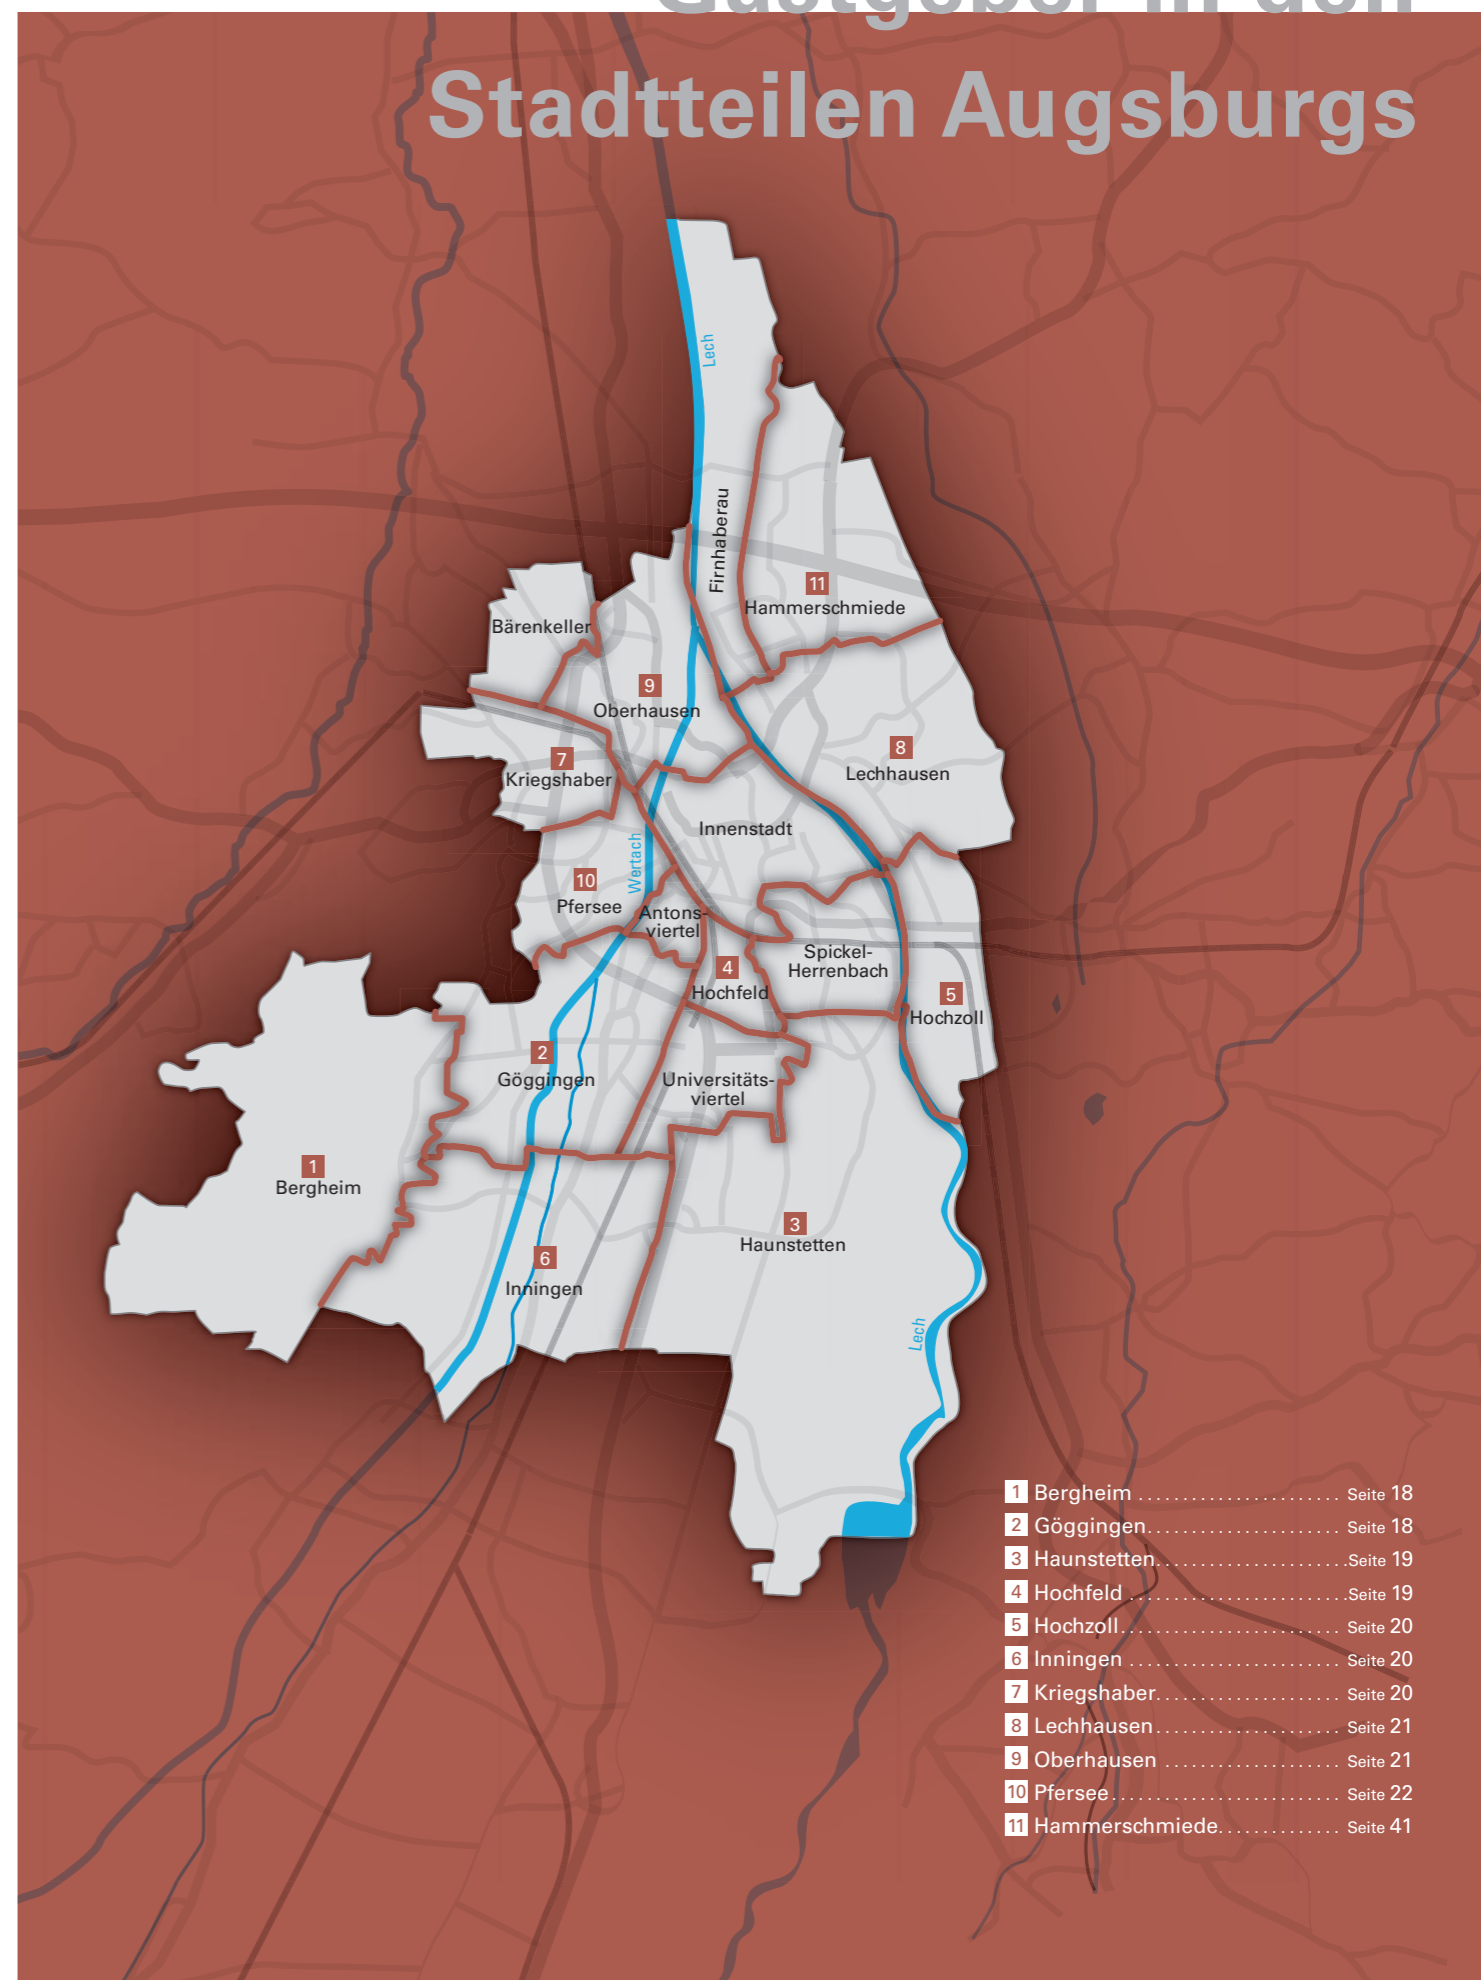 Gastgeber in den
Stadtteilen Augsburgs
Lech
Firnhaberau
11
Hammerschmiede
Bärenkeller
9
Oberhausen
8
Lechhausen
7
Kriegshaber
Innenstadt
Wertach
10
Pfersee
Antons-
viertel
Spickel-
Herrenbach
4
Hochfeld
5
Hochzoll
2
Göggingen
Universitäts-
viertel
1
Bergheim
3
Haunstetten
6
Inningen
Lech
1 Bergheim ....................... Seite 18
2 Göggingen...................... Seite 18
3 Haunstetten......................Seite 19
4 Hochfeld .........................Seite 19
5 Hochzoll......................... Seite 20
6 Inningen ........................ Seite 20
7 Kriegshaber..................... Seite 20
8 Lechhausen..................... Seite 21
9 Oberhausen .................... Seite 21
10 Pfersee.......................... Seite 22
11 Hammerschmiede.............. Seite 41